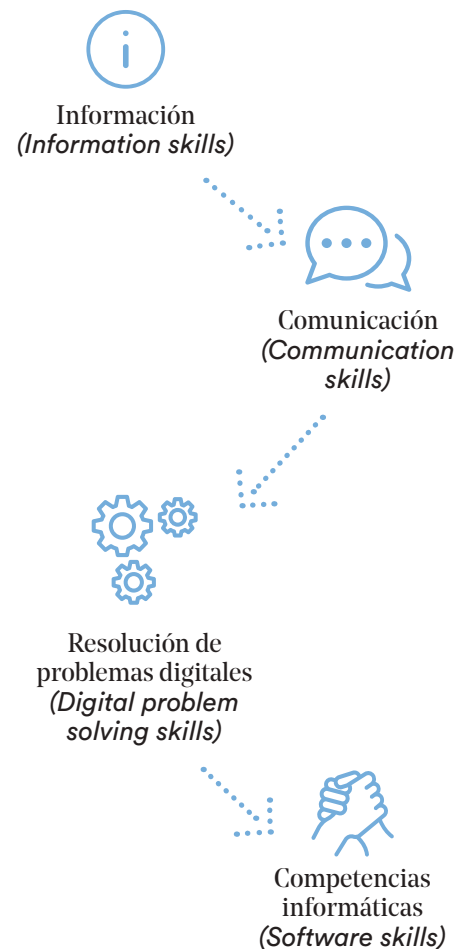 Información
(Information skills)
Comunicación
(Communication
skills)
Resolución de
problemas digitales
(Digital problem
solving skills)
Competencias
informáticas
(Software skills)